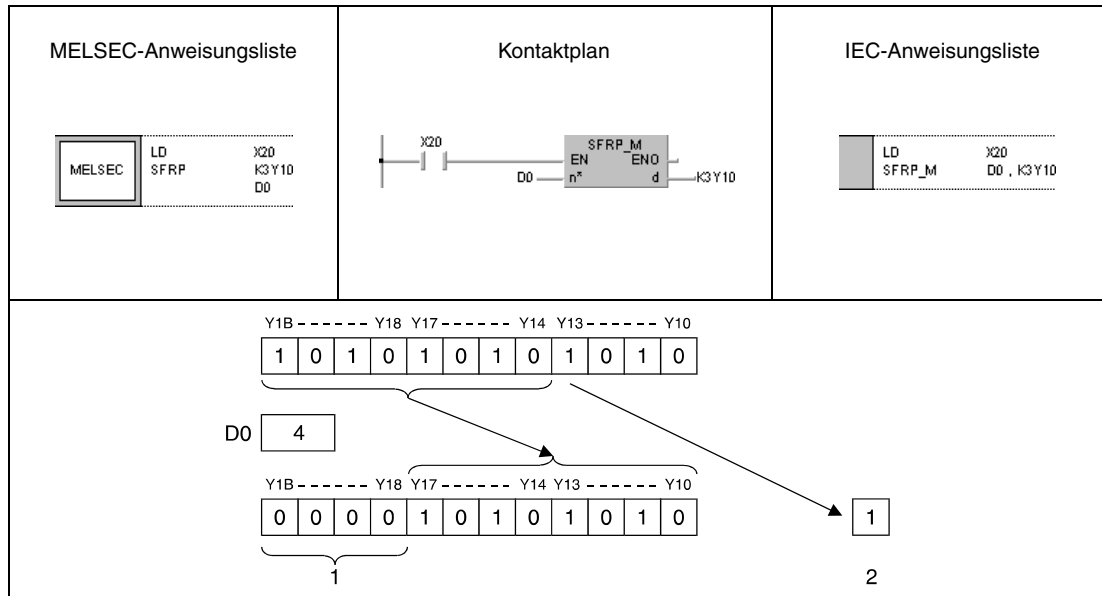 MELSEC-Anweisungsliste
Kontaktplan
IEC-Anweisungsliste
MELSEC
LD X20
SFRP K3Y10
D0
X20
SFRP_M
EN ENO
D0 n* d K3Y10
LD X20
SFRP_M D0 , K3Y10
Y1B - - - - - - Y18 Y17 - - - - - - Y14 Y13 - - - - - - Y10
1 0 1 0 1 0 1 0 1 0 1 0
D0 4
Y1B - - - - - - Y18 Y17 - - - - - - Y14 Y13 - - - - - - Y10
0 0 0 0 1 0 1 0 1 0 1 0 1
1 2